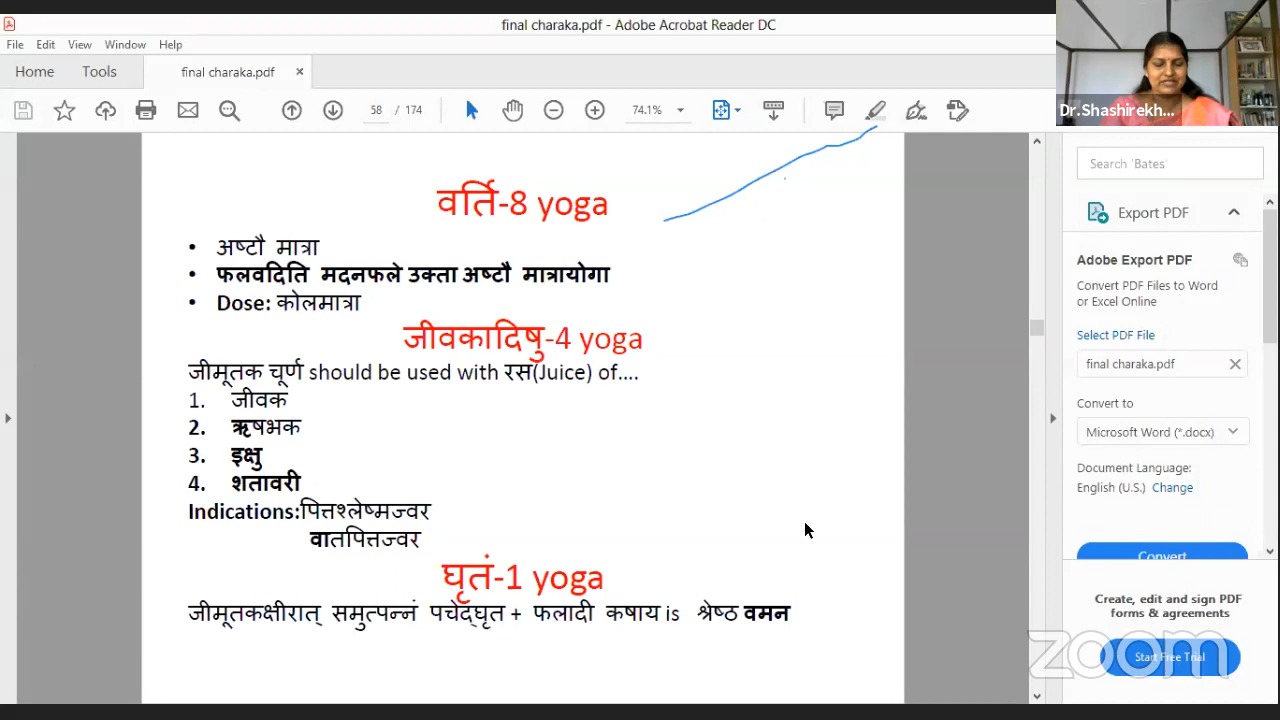 final charaka.pdf - Adobe Acrobat Reader DC
File Edit View Window Help
Home Tools final charaka.pdf ×
58 / 174 74.1%
Dr.Shashirekh...
वर्ति-8 yoga
• अष्टौ मात्रा
• फलवदिति मदनफले उक्ता अष्टौ मात्रायोगा
• Dose: कोलमात्रा
जीवकादिषु-4 yoga
जीमूतक चूर्ण should be used with रस(Juice) of....
1. जीवक
2. ऋषभक
3. इक्षु
4. शतावरी
Indications:पित्तश्लेष्मज्वर
वातपित्तज्वर
घृतं-1 yoga
जीमूतकक्षीरात् समुत्पन्नं पचेद्घृत + फलादी कषाय is श्रेष्ठ वमन
Search 'Bates'
Export PDF
Adobe Export PDF
Convert PDF Files to Word
or Excel Online
Select PDF File
final charaka.pdf
Convert to
Microsoft Word (*.docx)
Document Language:
English (U.S.) Change
Convert
Create, edit and sign PDF
forms & agreements
Start Free Trial
zoom